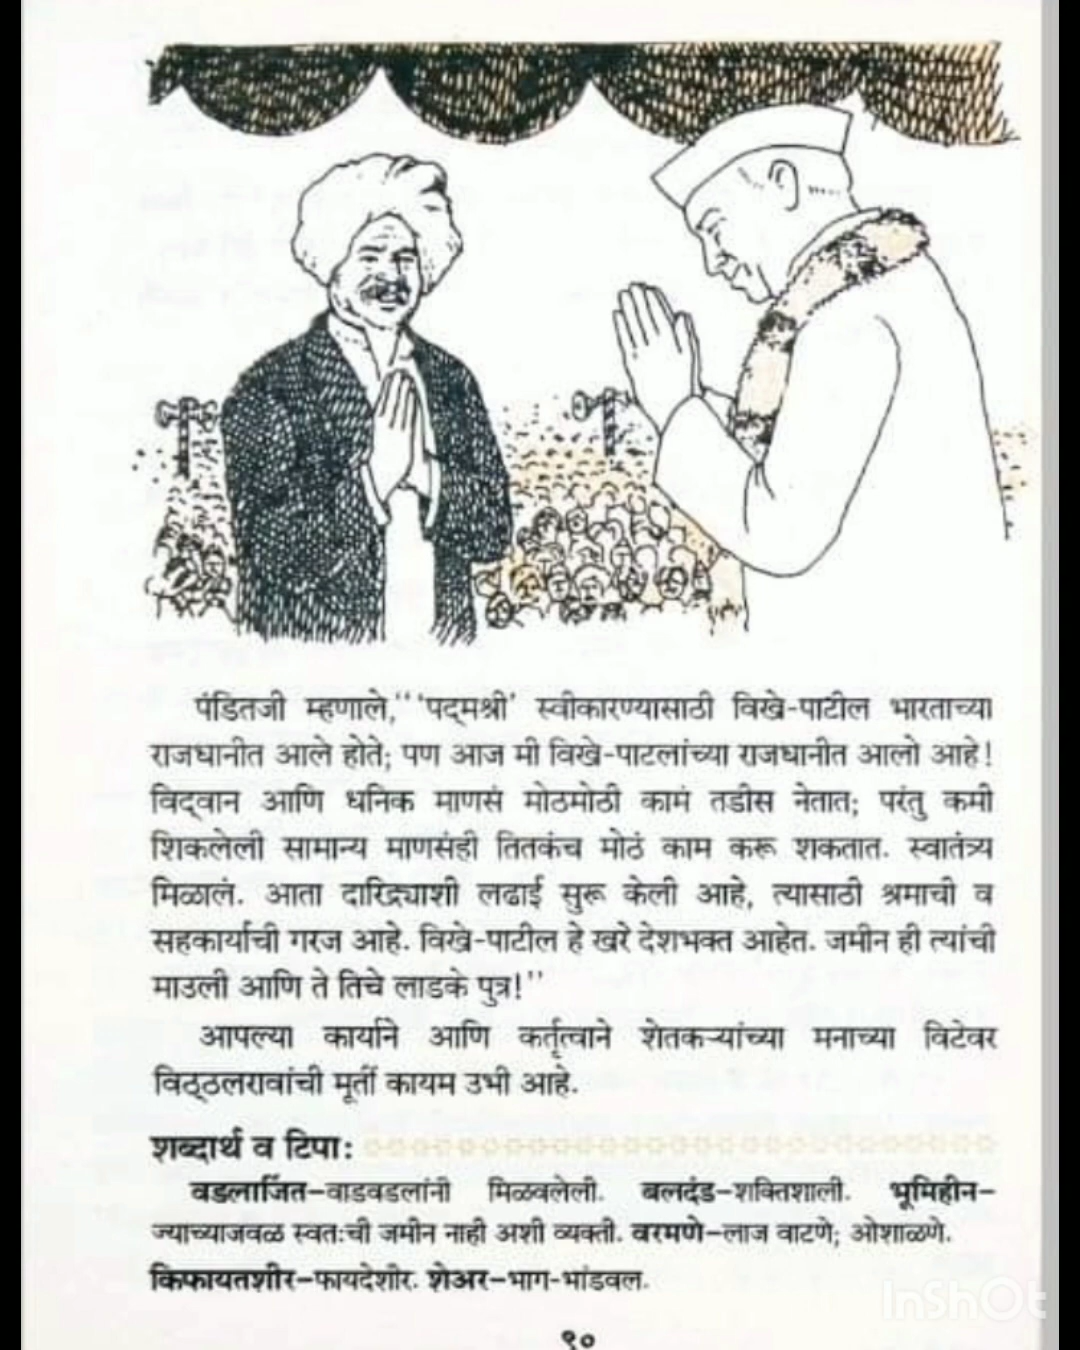 पंडितजी म्हणाले,“ ‘पद्मश्री’ स्वीकारण्यासाठी विखे-पाटील भारताच्या
राजधानीत आले होते; पण आज मी विखे-पाटलांच्या राजधानीत आलो आहे!
विद्वान आणि धनिक माणसं मोठमोठी कामं तडीस नेतात; परंतु कमी
शिकलेली सामान्य माणसंही तितकंच मोठं काम करू शकतात. स्वातंत्र्य
मिळालं. आता दारिद्र्याशी लढाई सुरू केली आहे, त्यासाठी श्रमाची व
सहकार्याची गरज आहे. विखे-पाटील हे खरे देशभक्त आहेत. जमीन ही त्यांची
माउली आणि ते तिचे लाडके पुत्र!”
आपल्या कार्याने आणि कर्तृत्वाने शेतकऱ्यांच्या मनाच्या विटेवर
विठ्ठलरावांची मूर्ती कायम उभी आहे.
शब्दार्थ व टिपा:
वडलार्जित–वाडवडलांनी मिळवलेली. बलदंड–शक्तिशाली. भूमिहीन–
ज्याच्याजवळ स्वतःची जमीन नाही अशी व्यक्ती. वरमणे–लाज वाटणे; ओशाळणे.
किफायतशीर–फायदेशीर. शेअर–भाग-भांडवल.
InShOt
९०